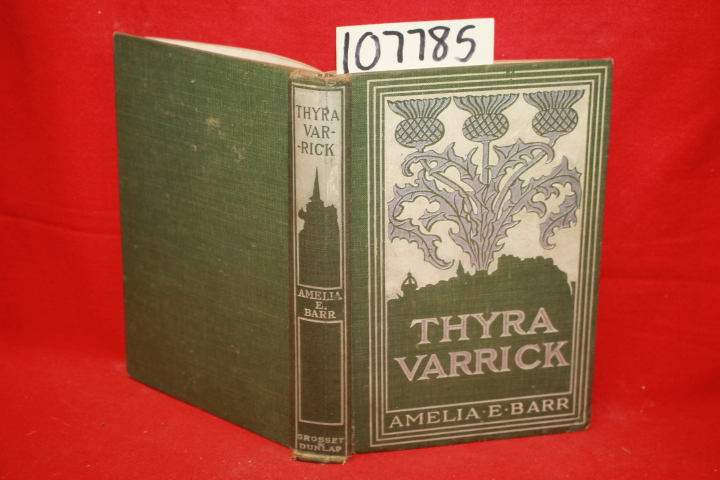 107785
THYRA
VAR-
-RICK
AMELIA
E.
BARR
GROSSET
&
DUNLAP
THYRA
VARRICK
AMELIA·E·BARR